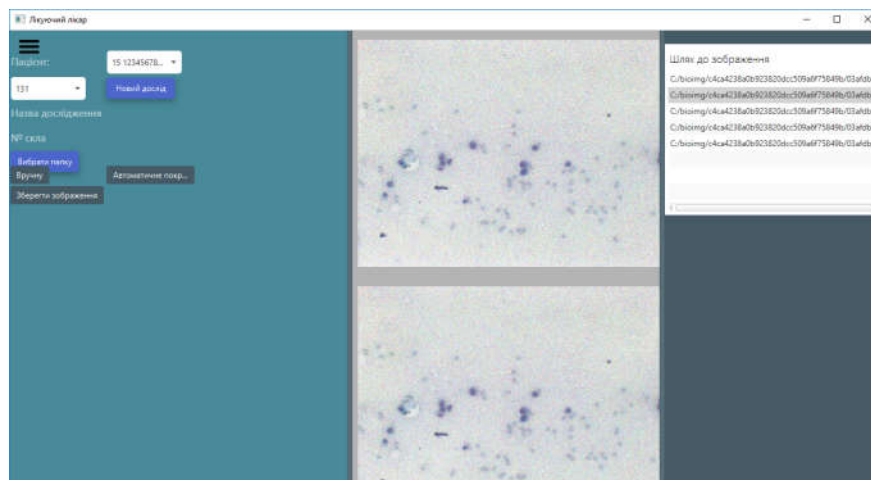 Лікуючий лікар
Пацієнт:
15 12345678...
131
Новий дослід
Назва дослідження
№ скла
Вибрати папку
Вручну
Автоматичне покр...
Зберегти зображення
Шлях до зображення
C:/bioimg/c4ca4238a0b923820dcc509a6f75849b/03afdb
C:/bioimg/c4ca4238a0b923820dcc509a6f75849b/03afdb
C:/bioimg/c4ca4238a0b923820dcc509a6f75849b/03afdb
C:/bioimg/c4ca4238a0b923820dcc509a6f75849b/03afdb
C:/bioimg/c4ca4238a0b923820dcc509a6f75849b/03afdb